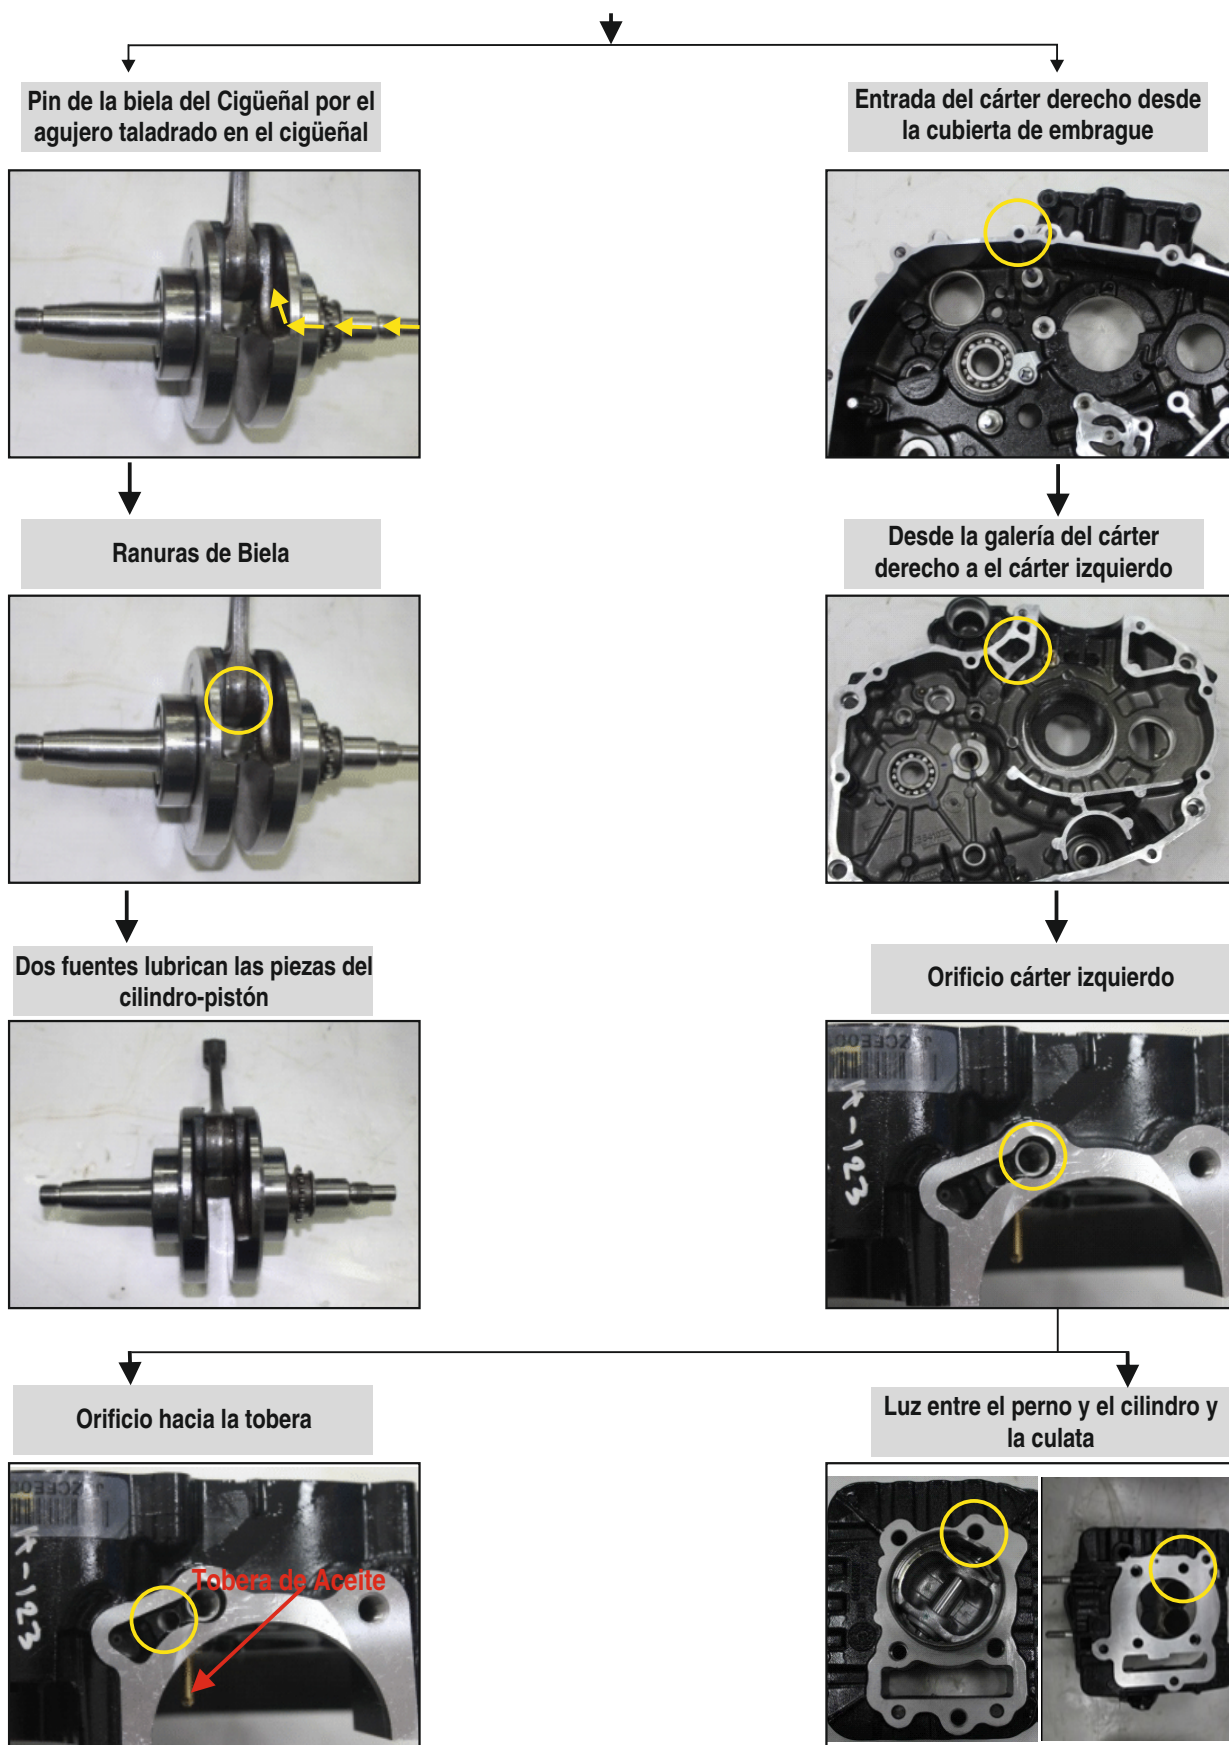 Pin de la biela del Cigüeñal por el
agujero taladrado en el cigüeñal
Entrada del cárter derecho desde
la cubierta de embrague
Ranuras de Biela
Desde la galería del cárter
derecho a el cárter izquierdo
Dos fuentes lubrican las piezas del
cilindro-pistón
Orificio cárter izquierdo
K-123
Orificio hacia la tobera
Luz entre el perno y el cilindro y
la culata
Tobera de Aceite
K-123